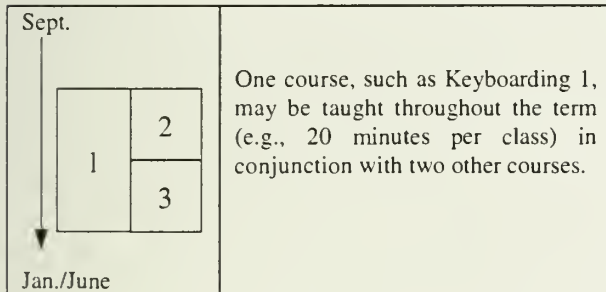 Sept.
1
2
3
Jan./June
One course, such as Keyboarding 1,
may be taught throughout the term
(e.g., 20 minutes per class) in
conjunction with two other courses.